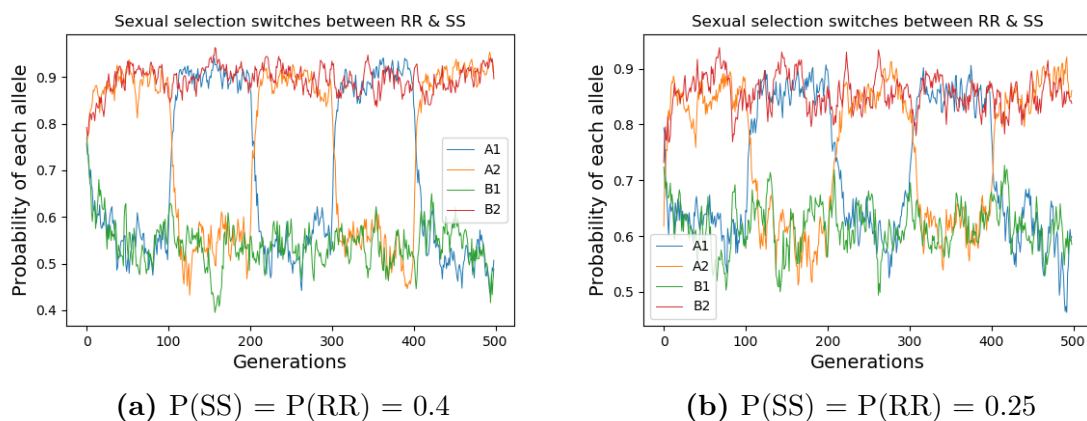 Sexual selection switches between RR & SS
Probability of each allele
0.9
0.8
0.7
0.6
0.5
0.4
A1
A2
B1
B2
0
100
200
300
400
500
Generations
(a) P(SS) = P(RR) = 0.4
Sexual selection switches between RR & SS
Probability of each allele
0.9
0.8
0.7
0.6
0.5
A1
A2
B1
B2
0
100
200
300
400
500
Generations
(b) P(SS) = P(RR) = 0.25